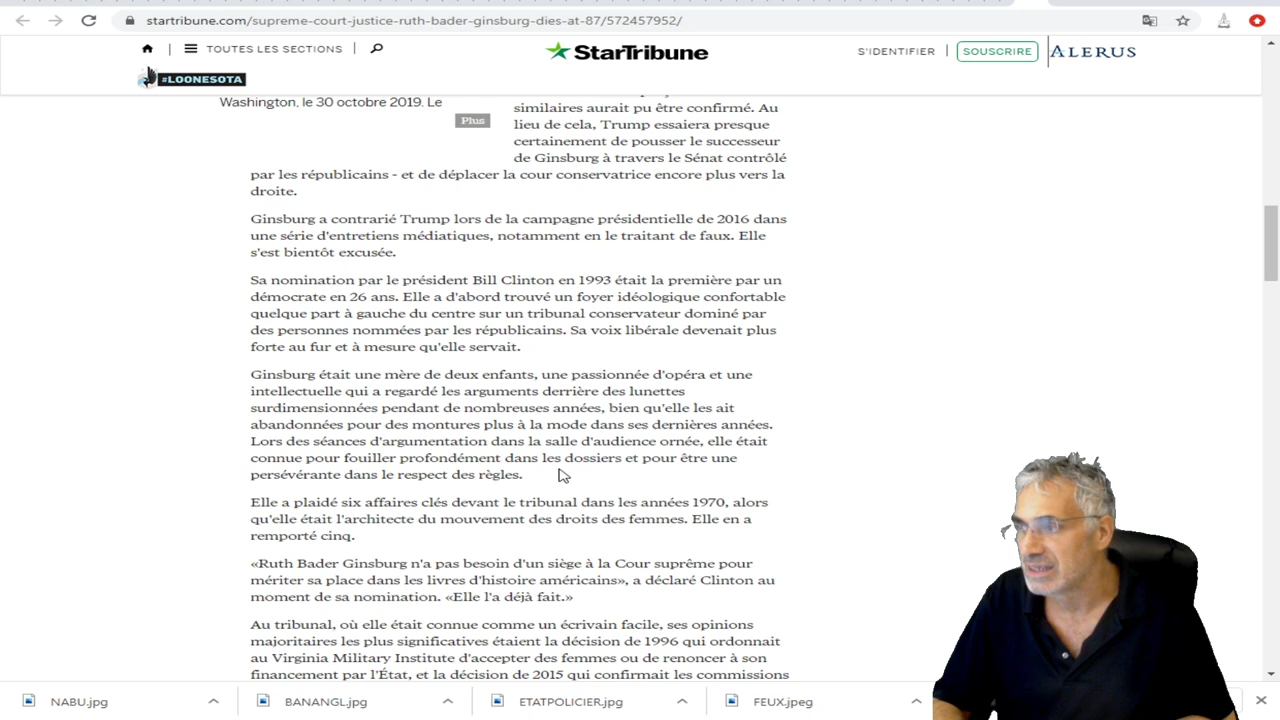 startribune.com/supreme-court-justice-ruth-bader-ginsburg-dies-at-87/572457952/
TOUTES LES SECTIONS
StarTribune
S'IDENTIFIER
SOUSCRIRE
ALERUS
#LOONESOTA
Washington, le 30 octobre 2019. Le
Plus
similaires aurait pu être confirmé. Au
lieu de cela, Trump essaiera presque
certainement de pousser le successeur
de Ginsburg à travers le Sénat contrôlé
par les républicains - et de déplacer la cour conservatrice encore plus vers la
droite.
Ginsburg a contrarié Trump lors de la campagne présidentielle de 2016 dans
une série d'entretiens médiatiques, notamment en le traitant de faux. Elle
s'est bientôt excusée.
Sa nomination par le président Bill Clinton en 1993 était la première par un
démocrate en 26 ans. Elle a d'abord trouvé un foyer idéologique confortable
quelque part à gauche du centre sur un tribunal conservateur dominé par
des personnes nommées par les républicains. Sa voix libérale devenait plus
forte au fur et à mesure qu'elle servait.
Ginsburg était une mère de deux enfants, une passionnée d'opéra et une
intellectuelle qui a regardé les arguments derrière des lunettes
surdimensionnées pendant de nombreuses années, bien qu'elle les ait
abandonnées pour des montures plus à la mode dans ses dernières années.
Lors des séances d'argumentation dans la salle d'audience ornée, elle était
connue pour fouiller profondément dans les dossiers et pour être une
persévérante dans le respect des règles.
Elle a plaidé six affaires clés devant le tribunal dans les années 1970, alors
qu'elle était l'architecte du mouvement des droits des femmes. Elle en a
remporté cinq.
«Ruth Bader Ginsburg n'a pas besoin d'un siège à la Cour suprême pour
mériter sa place dans les livres d'histoire américains», a déclaré Clinton au
moment de sa nomination. «Elle l'a déjà fait.»
Au tribunal, où elle était connue comme un écrivain facile, ses opinions
majoritaires les plus significatives étaient la décision de 1996 qui ordonnait
au Virginia Military Institute d'accepter des femmes ou de renoncer à son
financement par l'État, et la décision de 2015 qui confirmait les commissions
NABU.jpg
BANANGL.jpg
ETATPOLICIER.jpg
FEUX.jpeg